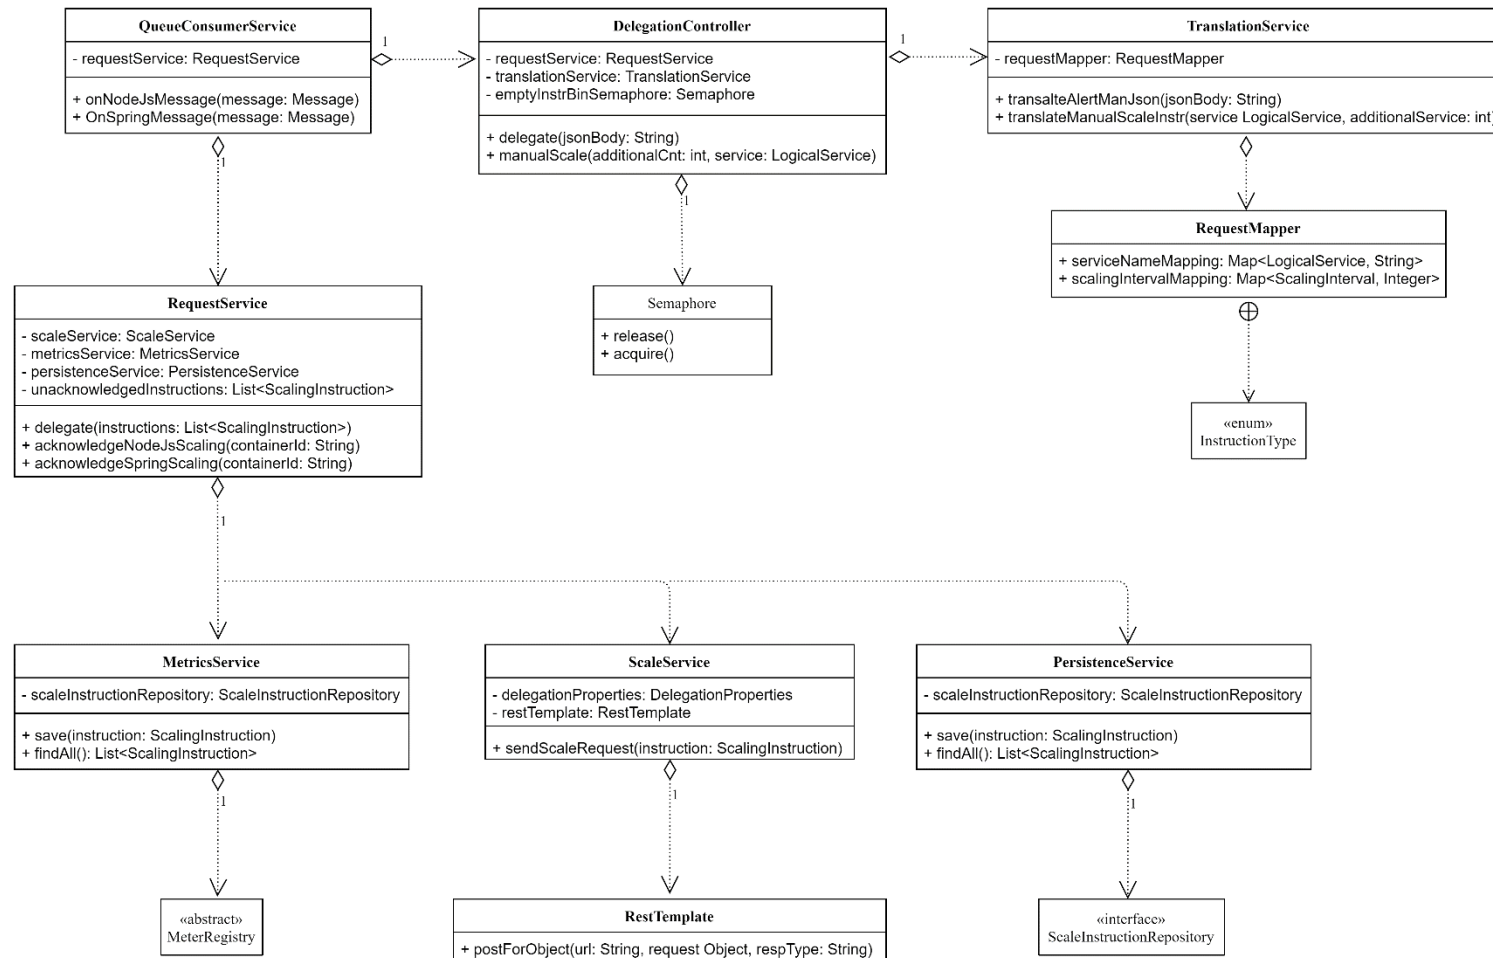 QueueConsumerService
- requestService: RequestService
+ onNodeJsMessage(message: Message)
+ OnSpringMessage(message: Message)
1
1
DelegationController
- requestService: RequestService
- translationService: TranslationService
- emptyInstrBinSemaphore: Semaphore
+ delegate(jsonBody: String)
+ manualScale(additionalCnt: int, service: LogicalService)
1
1
TranslationService
- requestMapper: RequestMapper
+ transalteAlertManJson(jsonBody: String)
+ translateManualScaleInstr(service LogicalService, additionalService: int)
RequestMapper
+ serviceNameMapping: Map<LogicalService, String>
+ scalingIntervalMapping: Map<ScalingInterval, Integer>
RequestService
- scaleService: ScaleService
- metricsService: MetricsService
- persistenceService: PersistenceService
- unacknowledgedInstructions: List<ScalingInstruction>
+ delegate(instructions: List<ScalingInstruction>)
+ acknowledgeNodeJsScaling(containerId: String)
+ acknowledgeSpringScaling(containerId: String)
1
Semaphore
+ release()
+ acquire()
«enum»
InstructionType
MetricsService
- scaleInstructionRepository: ScaleInstructionRepository
+ save(instruction: ScalingInstruction)
+ findAll(): List<ScalingInstruction>
1
ScaleService
- delegationProperties: DelegationProperties
- restTemplate: RestTemplate
+ sendScaleRequest(instruction: ScalingInstruction)
1
PersistenceService
- scaleInstructionRepository: ScaleInstructionRepository
+ save(instruction: ScalingInstruction)
+ findAll(): List<ScalingInstruction>
1
«abstract»
MeterRegistry
RestTemplate
+ postForObject(url: String, request Object, respType: String)
«interface»
ScaleInstructionRepository